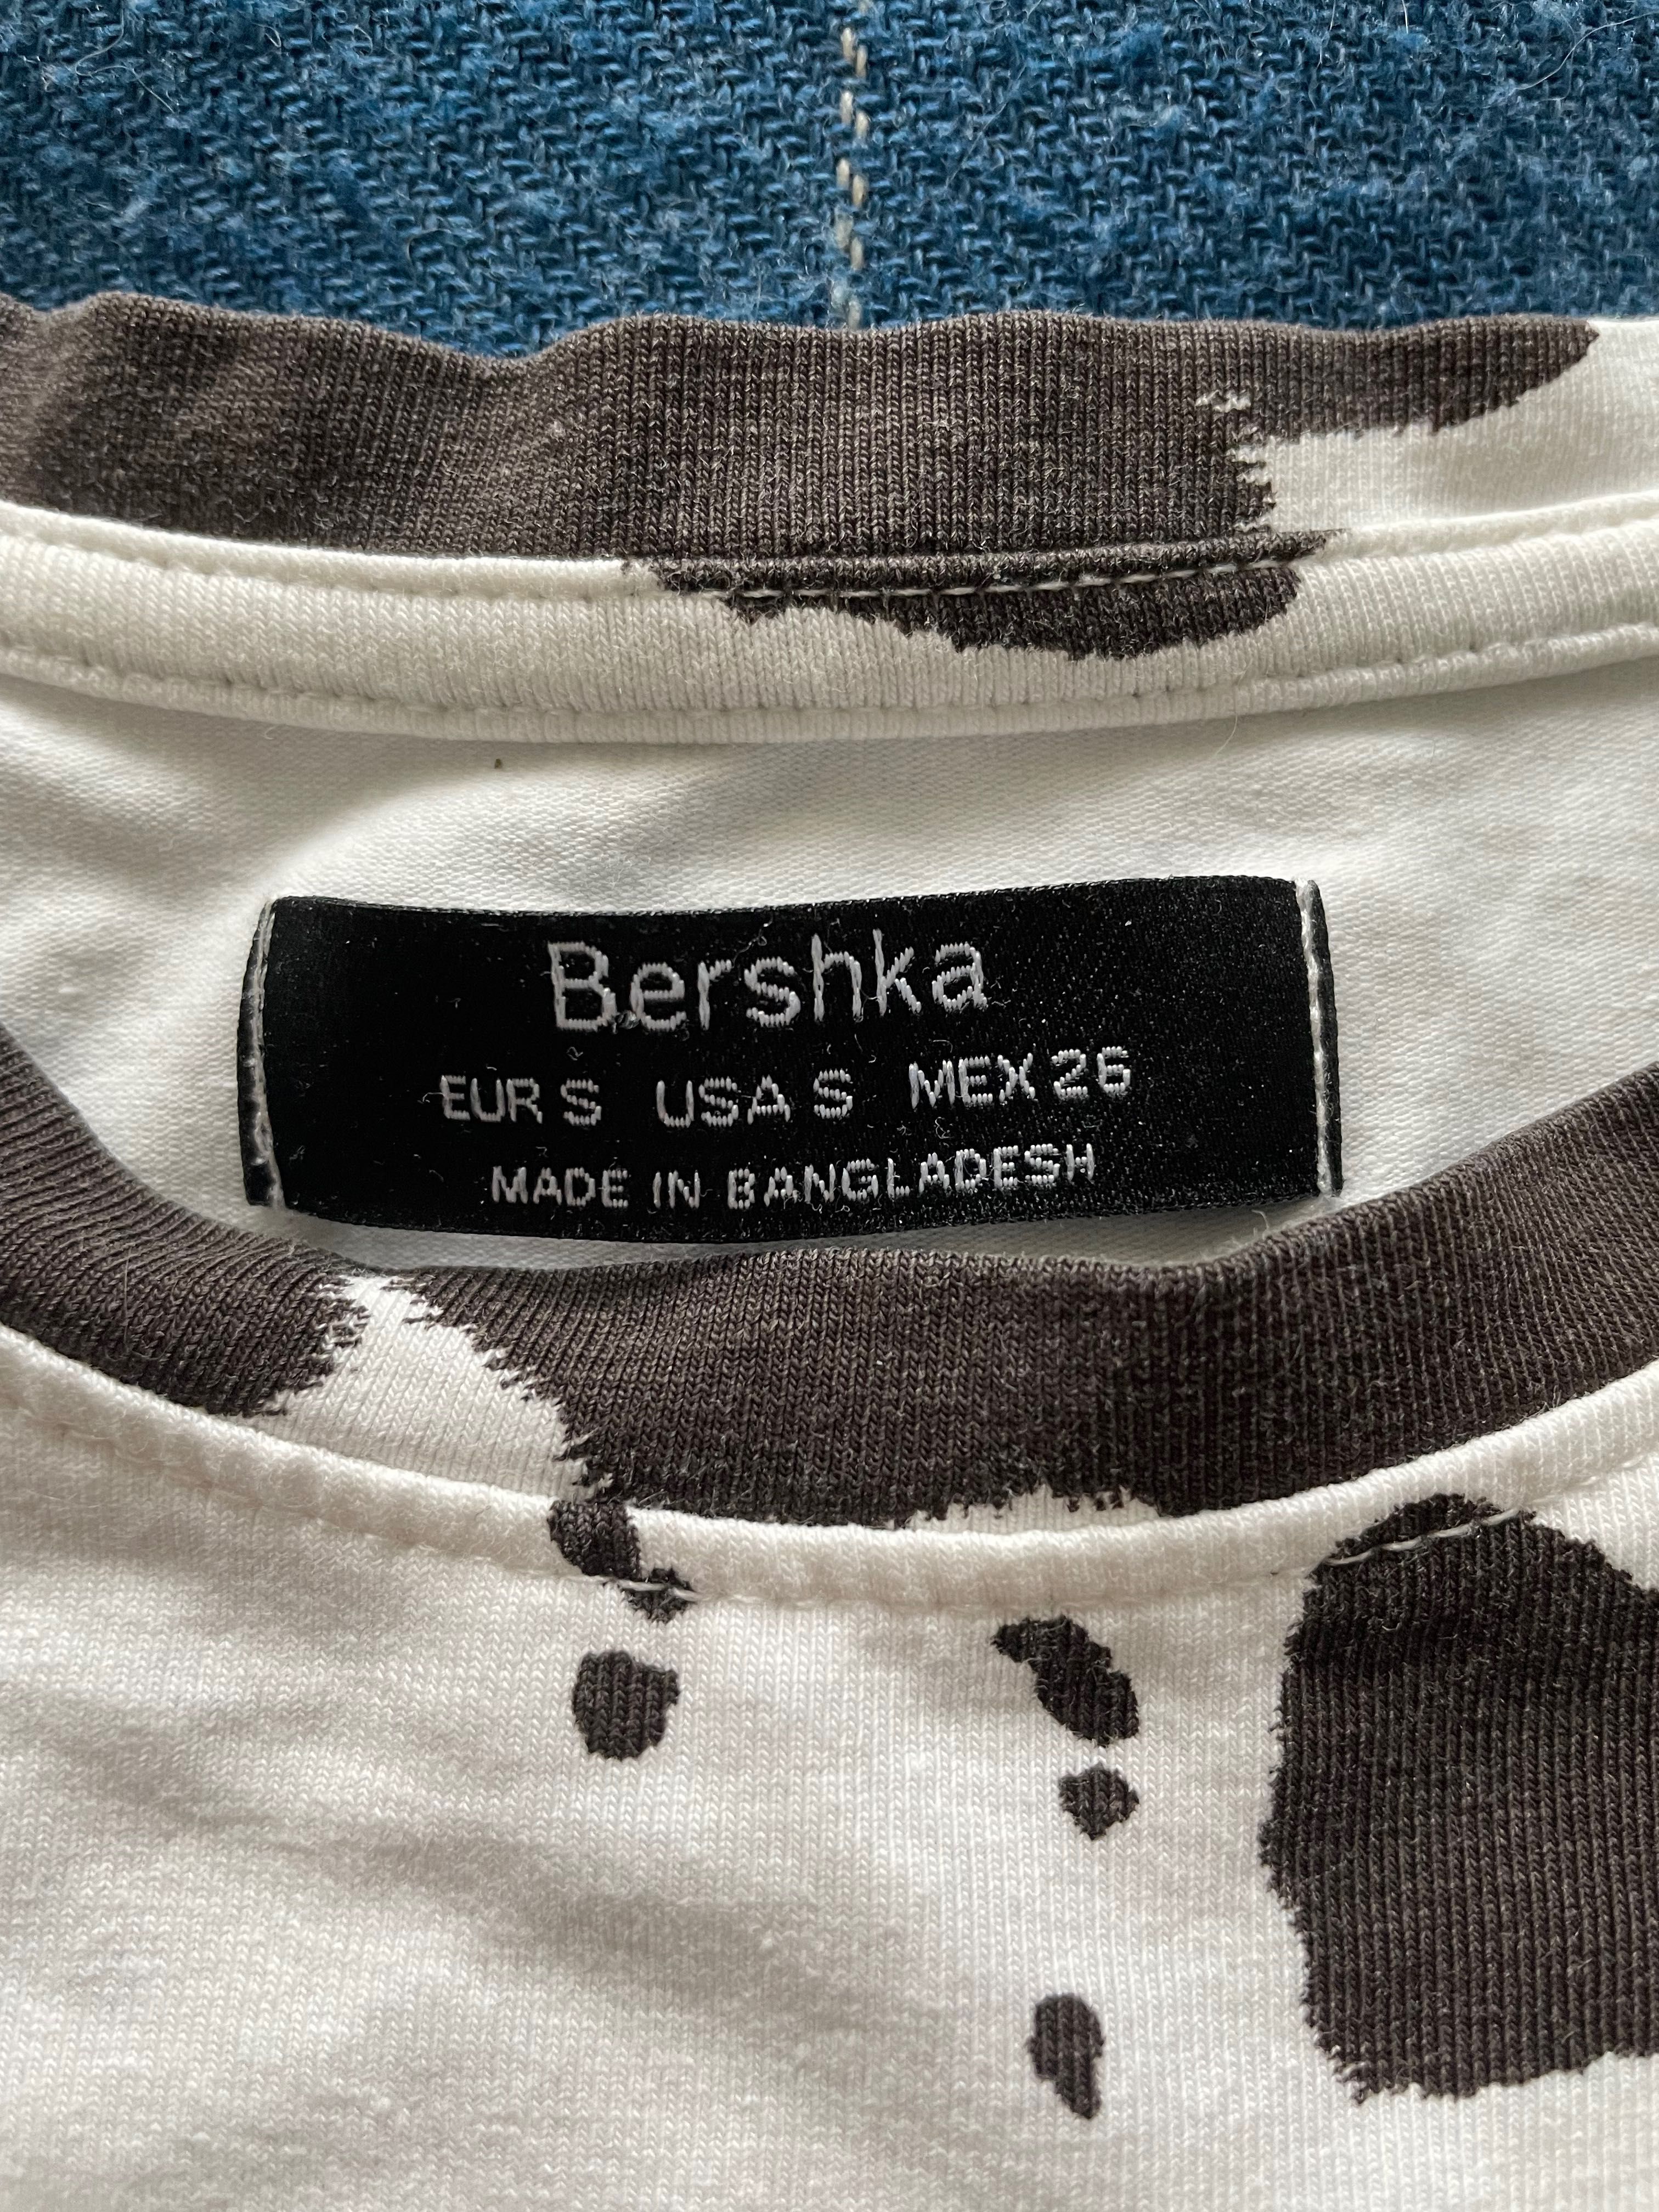 Bershka
EUR S USA S MEX 26
MADE IN BANGLADESH